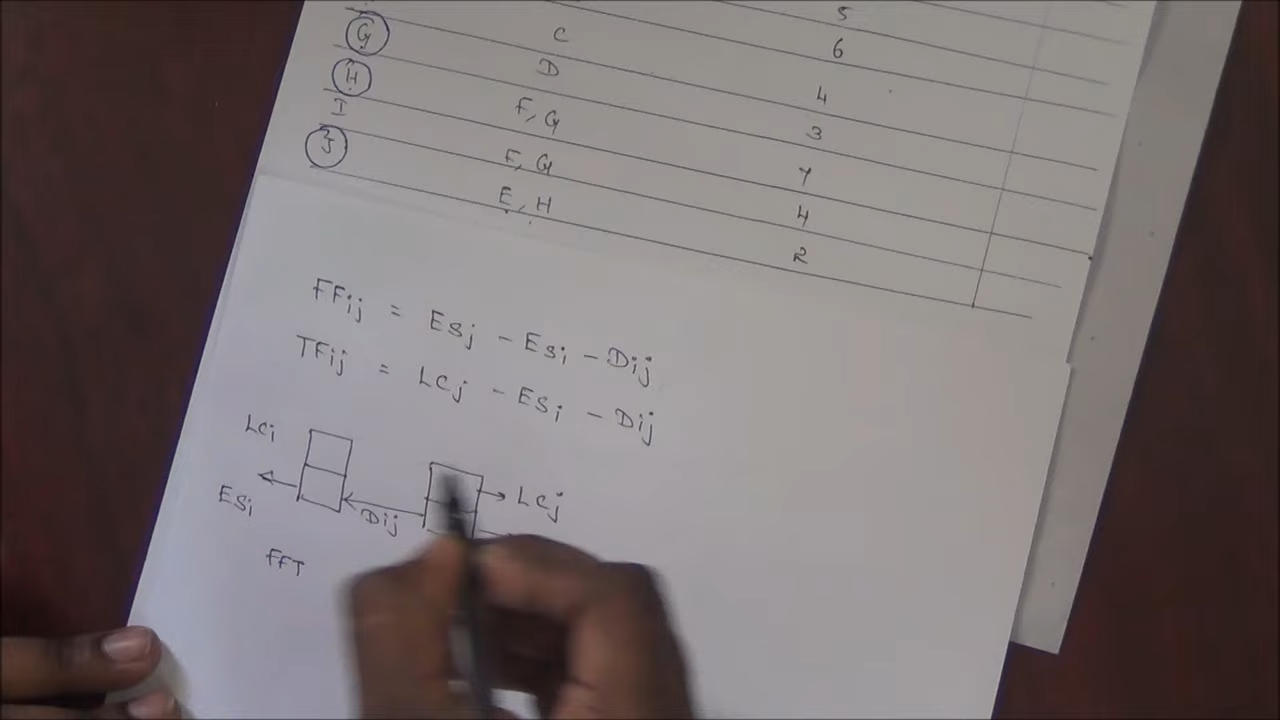 5
G C 6
H D 4
I F, G 3
J F, G 7
E, H 4
2
FFij = ESj - ESi - Dij
TFij = LCj - ESi - Dij
LCi
LCj
ESi
Dij
FFT